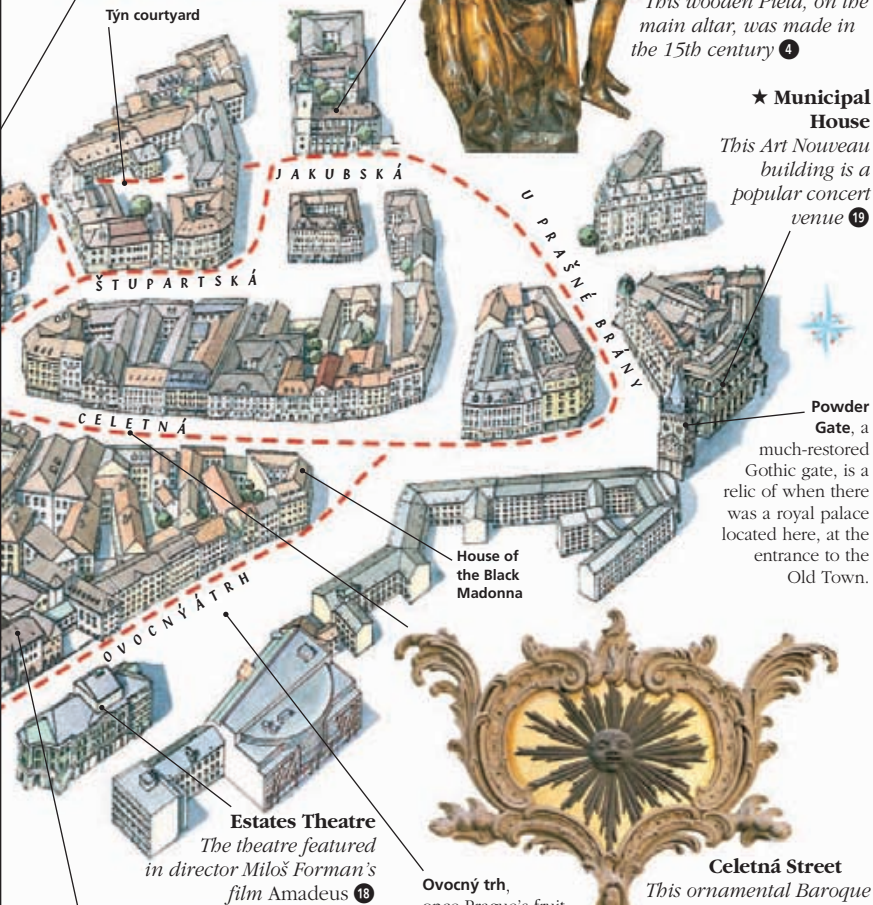 Týn courtyard
This wooden Pietà, on the
main altar, was made in
the 15th century 4
★ Municipal
House
This Art Nouveau
building is a
popular concert
venue 19
JAKUBSKÁ
U PRAŠNÉ BRÁNY
ŠTUPARTSKÁ
CELETNÁ
Powder
Gate, a
much-restored
Gothic gate, is a
relic of when there
was a royal palace
located here, at the
entrance to the
Old Town.
House of
the Black
Madonna
OVOCNÝÁTRH
Estates Theatre
The theatre featured
in director Miloš Forman's
film Amadeus 18
Ovocný trh,
once Prague's fruit
Celetná Street
This ornamental Baroque